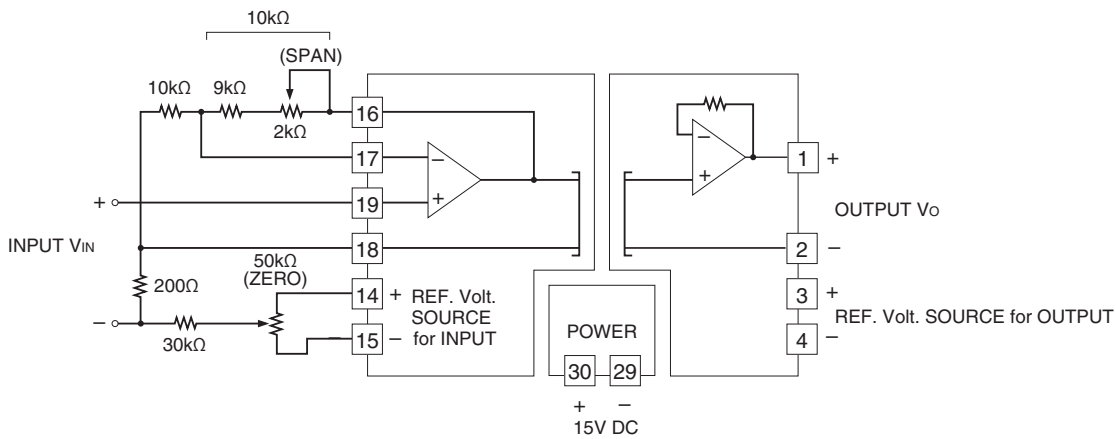 10kΩ
(SPAN)
10kΩ
9kΩ
2kΩ
16
17
19
18
14
15
+
INPUT VIN
−
200Ω
30kΩ
50kΩ
(ZERO)
−
+
+
−
REF. Volt.
SOURCE
for INPUT
POWER
30
29
+
−
15V DC
−
+
1
+
OUTPUT VO
2
−
3
+
REF. Volt. SOURCE for OUTPUT
4
−